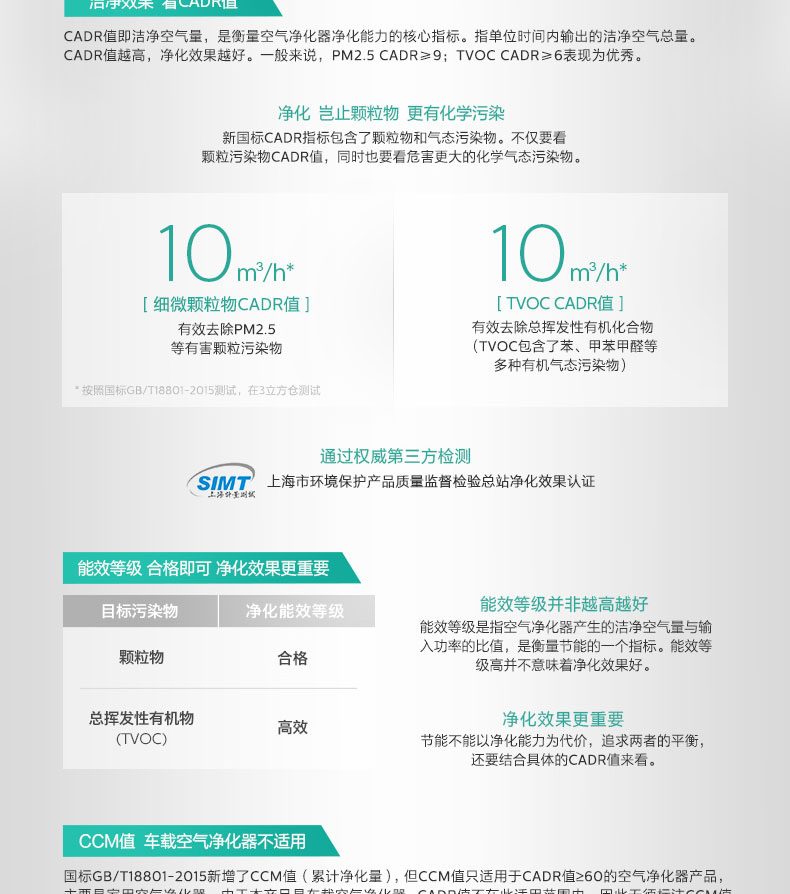 洁净效果 看CADR值
CADR值即洁净空气量，是衡量空气净化器净化能力的核心指标。指单位时间内输出的洁净空气总量。
CADR值越高，净化效果越好。一般来说，PM2.5 CADR≥9；TVOC CADR≥6表现为优秀。
净化 岂止颗粒物 更有化学污染
新国标CADR指标包含了颗粒物和气态污染物。不仅要看
颗粒污染物CADR值，同时也要看危害更大的化学气态污染物。
10 m³/h*
[ 细微颗粒物CADR值 ]
有效去除PM2.5
等有害颗粒污染物
* 按照国标GB/T18801-2015测试，在3立方仓测试
10 m³/h*
[ TVOC CADR值 ]
有效去除总挥发性有机化合物
（TVOC包含了苯、甲苯甲醛等
多种有机气态污染物）
通过权威第三方检测
SIMT
上海计量测试
上海市环境保护产品质量监督检验总站净化效果认证
能效等级 合格即可 净化效果更重要
目标污染物 净化能效等级
颗粒物 合格
总挥发性有机物
(TVOC)
高效
能效等级并非越高越好
能效等级是指空气净化器产生的洁净空气量与输
入功率的比值，是衡量节能的一个指标。能效等
级高并不意味着净化效果好。
净化效果更重要
节能不能以净化能力为代价，追求两者的平衡，
还要结合具体的CADR值来看。
CCM值 车载空气净化器不适用
国标GB/T18801-2015新增了CCM值（累计净化量），但CCM值只适用于CADR值≥60的空气净化器产品，